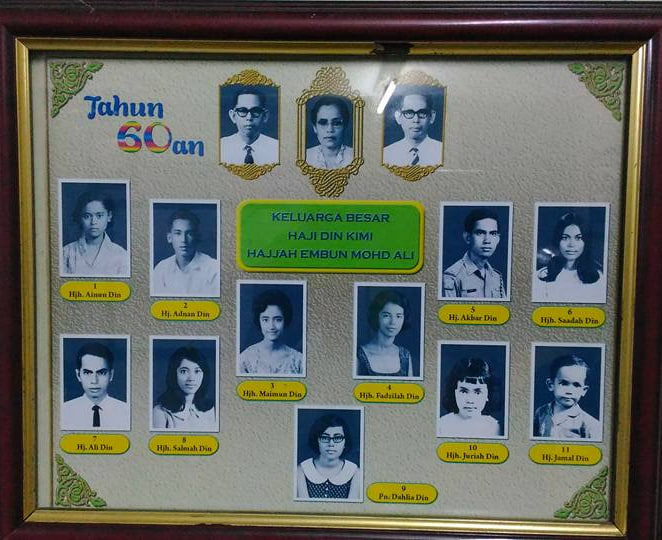 Tahun
60an
KELUARGA BESAR
HAJI DIN KIMI
HAJJAH EMBUN MOHD ALI
1
Hjh. Ainun Din
2
Hj. Adnan Din
3
Hjh. Maimun Din
4
Hjh. Fadzilah Din
5
Hj. Akbar Din
6
Hjh. Saadah Din
7
Hj. Ali Din
8
Hjh. Salmah Din
9
Pn. Dahlia Din
10
Hjh. Juriah Din
11
Hj. Jamal Din